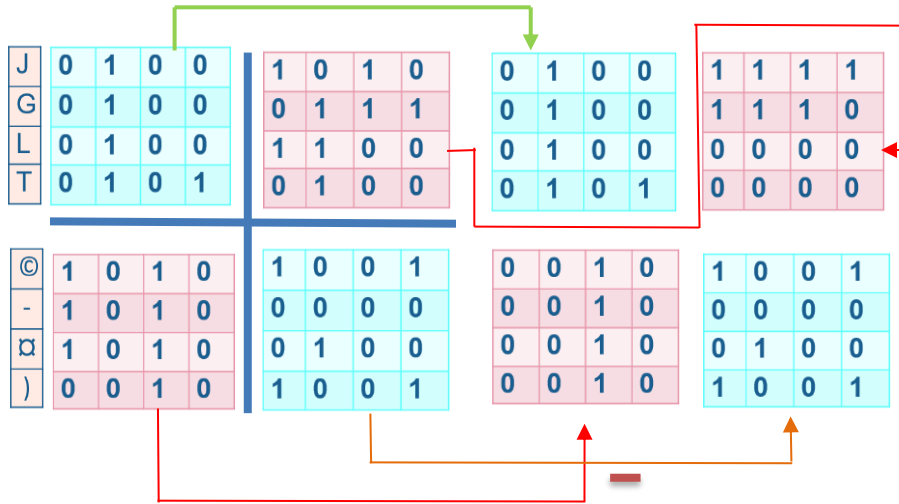 J 0 1 0 0 1 0 1 0 0 1 0 0 1 1 1 1
G 0 1 0 0 0 1 1 1 0 1 0 0 1 1 1 0
L 0 1 0 0 1 1 0 0 0 1 0 0 0 0 0 0
T 0 1 0 1 0 1 0 0 0 1 0 1 0 0 0 0
© 1 0 1 0 1 0 0 1 0 0 1 0 1 0 0 1
- 1 0 1 0 0 0 0 0 0 0 1 0 0 0 0 0
¤ 1 0 1 0 0 1 0 0 0 0 1 0 0 1 0 0
) 0 0 1 0 1 0 0 1 0 0 1 0 1 0 0 1